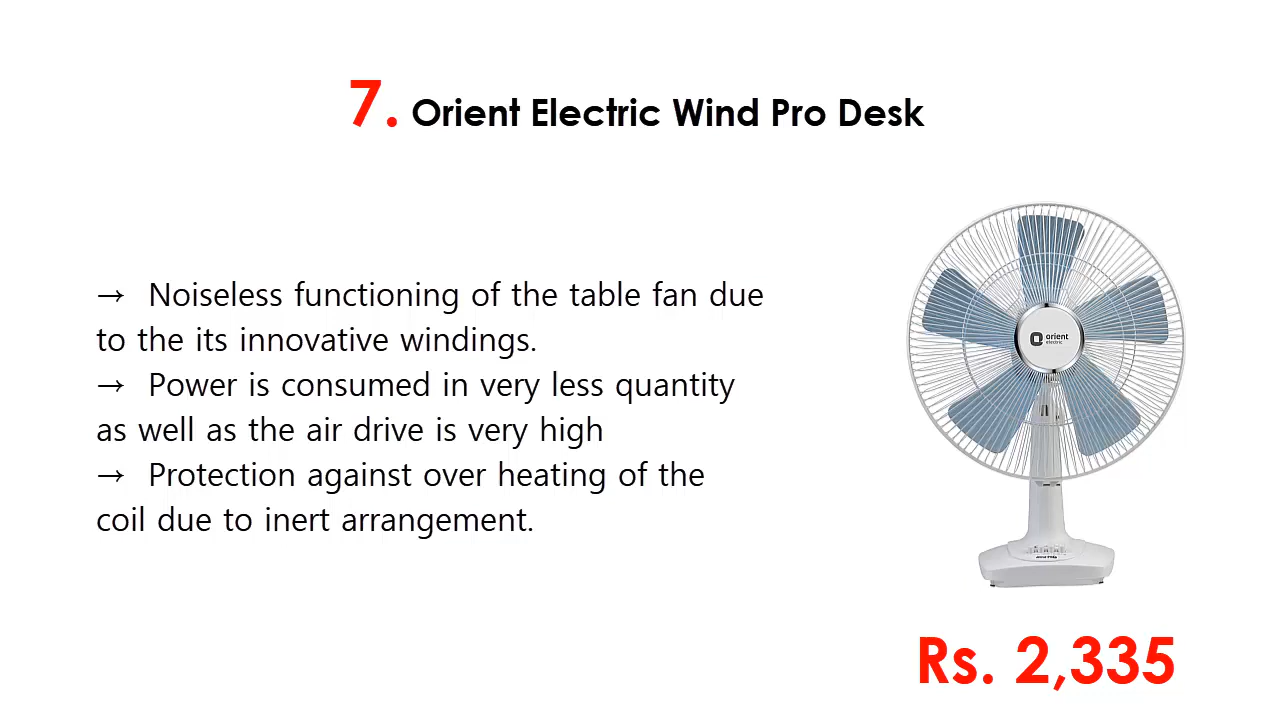 7. Orient Electric Wind Pro Desk
→ Noiseless functioning of the table fan due
to the its innovative windings.
→ Power is consumed in very less quantity
as well as the air drive is very high
→ Protection against over heating of the
coil due to inert arrangement.
orient
electric
Rs. 2,335